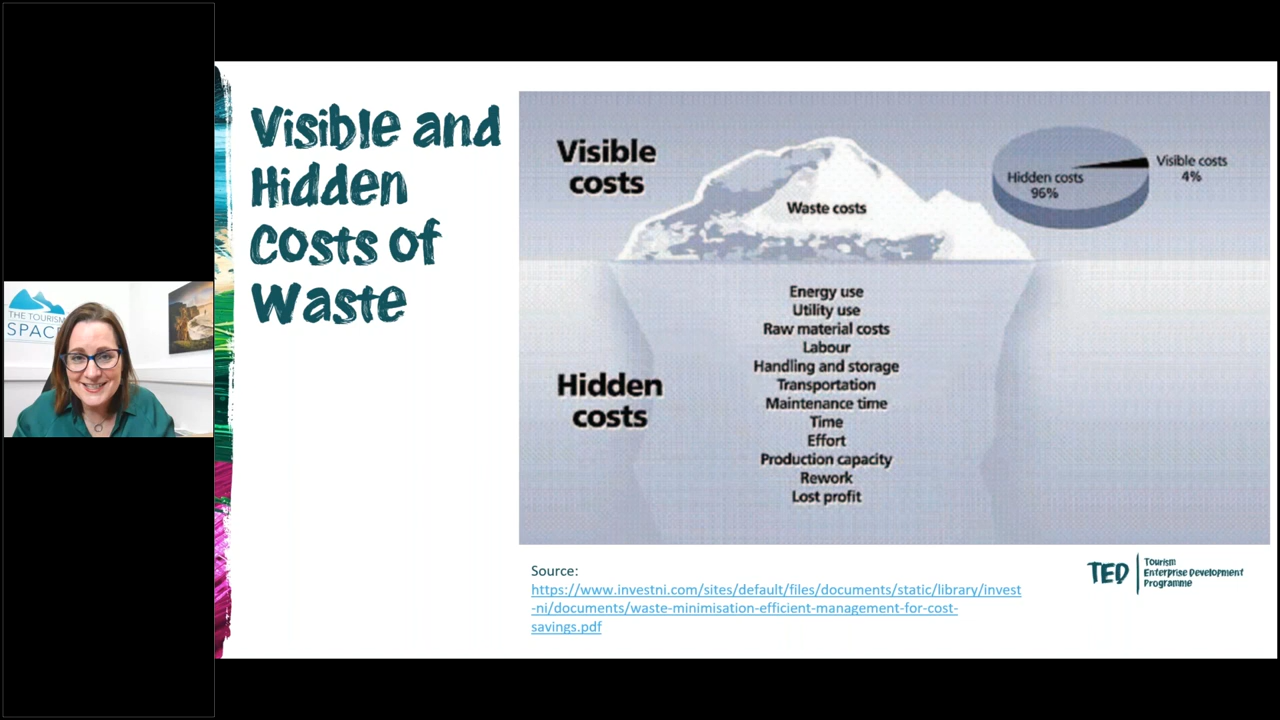 THE TOURISM
SPAC
Visible and
Hidden
Costs of
Waste
Visible
costs
Waste costs
Hidden costs
96%
Visible costs
4%
Hidden
costs
Energy use
Utility use
Raw material costs
Labour
Handling and storage
Transportation
Maintenance time
Time
Effort
Production capacity
Rework
Lost profit
Source:
https://www.investni.com/sites/default/files/documents/static/library/invest
-ni/documents/waste-minimisation-efficient-management-for-cost-
savings.pdf
TED
Tourism
Enterprise Development
Programme